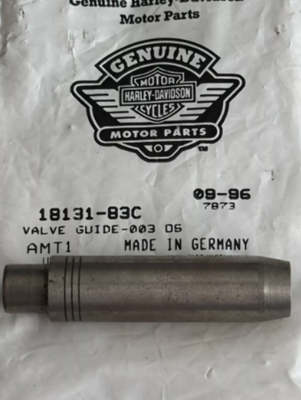 Genuine Harley-Davidson
Motor Parts
GENUINE
MOTOR
HARLEY-DAVIDSON
CYCLES
MOTOR PARTS
TM
09-96
18131-83C
7873
VALVE GUIDE-003 OS
AMT1 MADE IN GERMANY